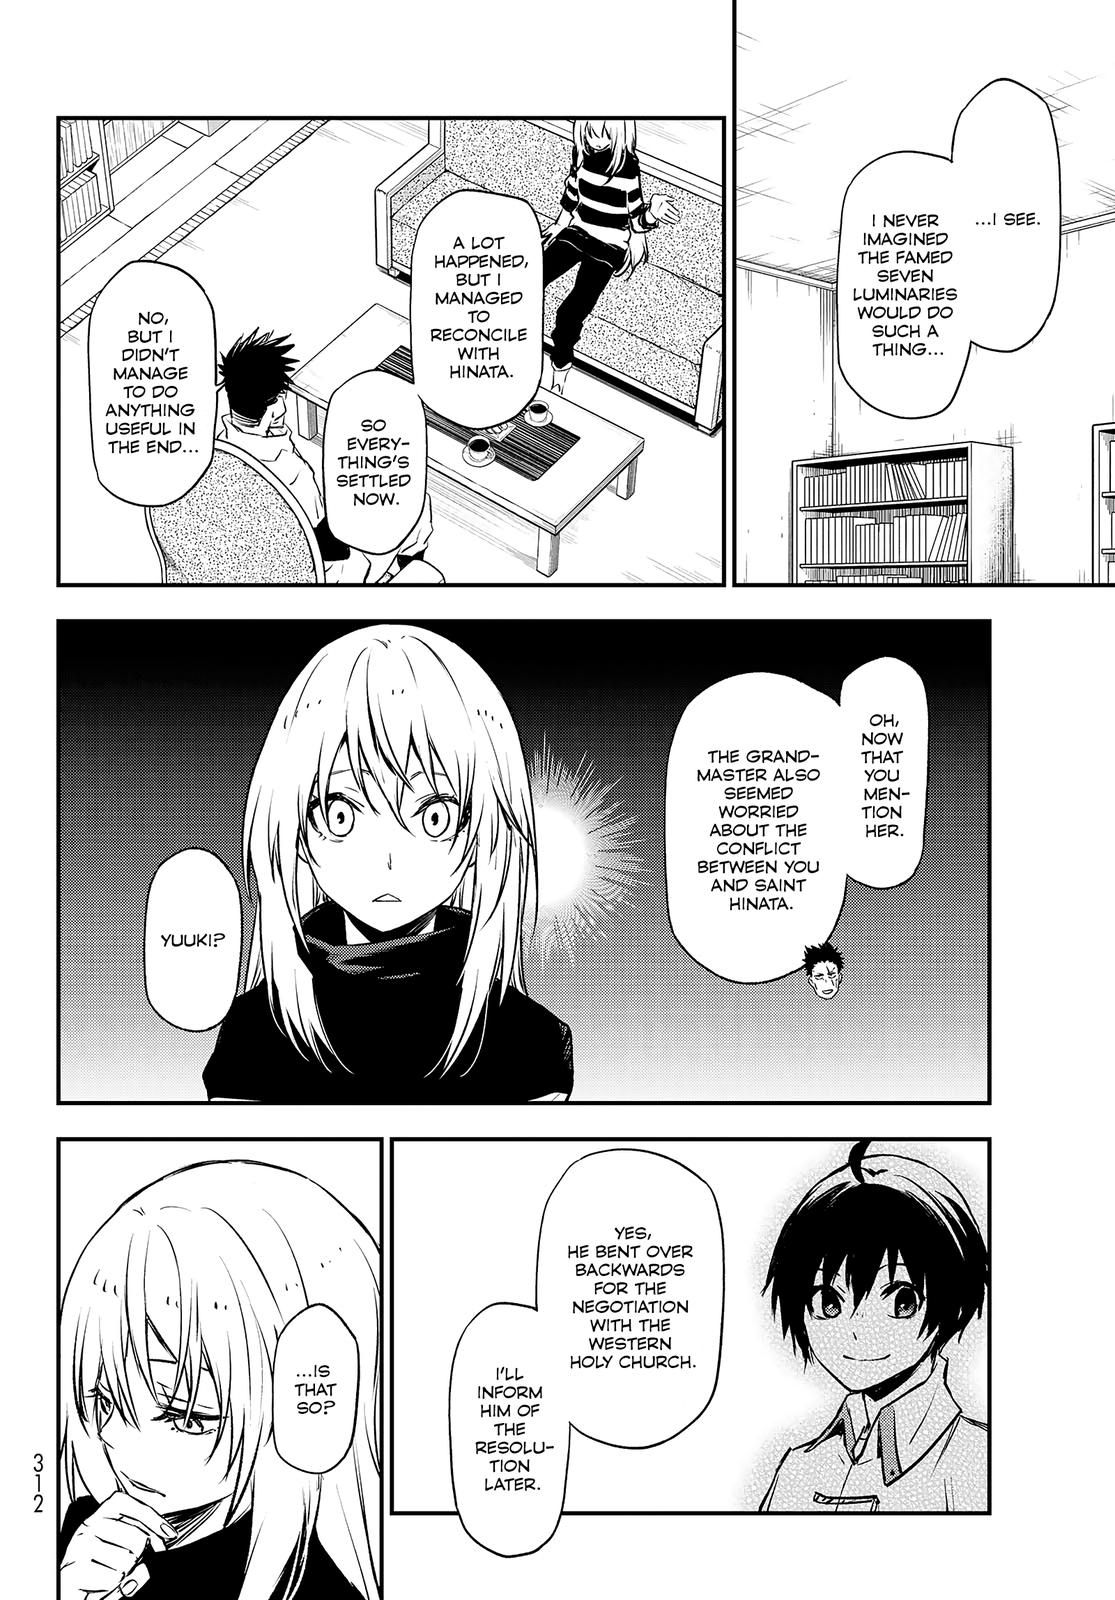 ...I SEE.
I NEVER
IMAGINED
THE FAMED
SEVEN
LUMINARIES
WOULD DO
SUCH A
THING...
A LOT
HAPPENED,
BUT I
MANAGED
TO
RECONCILE
WITH
HINATA.
SO
EVERY-
THING'S
SETTLED
NOW.
NO,
BUT I
DIDN'T
MANAGE
TO DO
ANYTHING
USEFUL IN
THE END...
OH,
NOW
THAT
YOU
MEN-
TION
HER.
THE GRAND-
MASTER ALSO
SEEMED
WORRIED
ABOUT THE
CONFLICT
BETWEEN YOU
AND SAINT
HINATA.
YUUKI?
YES,
HE BENT OVER
BACKWARDS
FOR THE
NEGOTIATION
WITH THE
WESTERN
HOLY CHURCH.
I'LL
INFORM
HIM OF
THE
RESOLU-
TION
LATER.
...IS
THAT
SO?
312